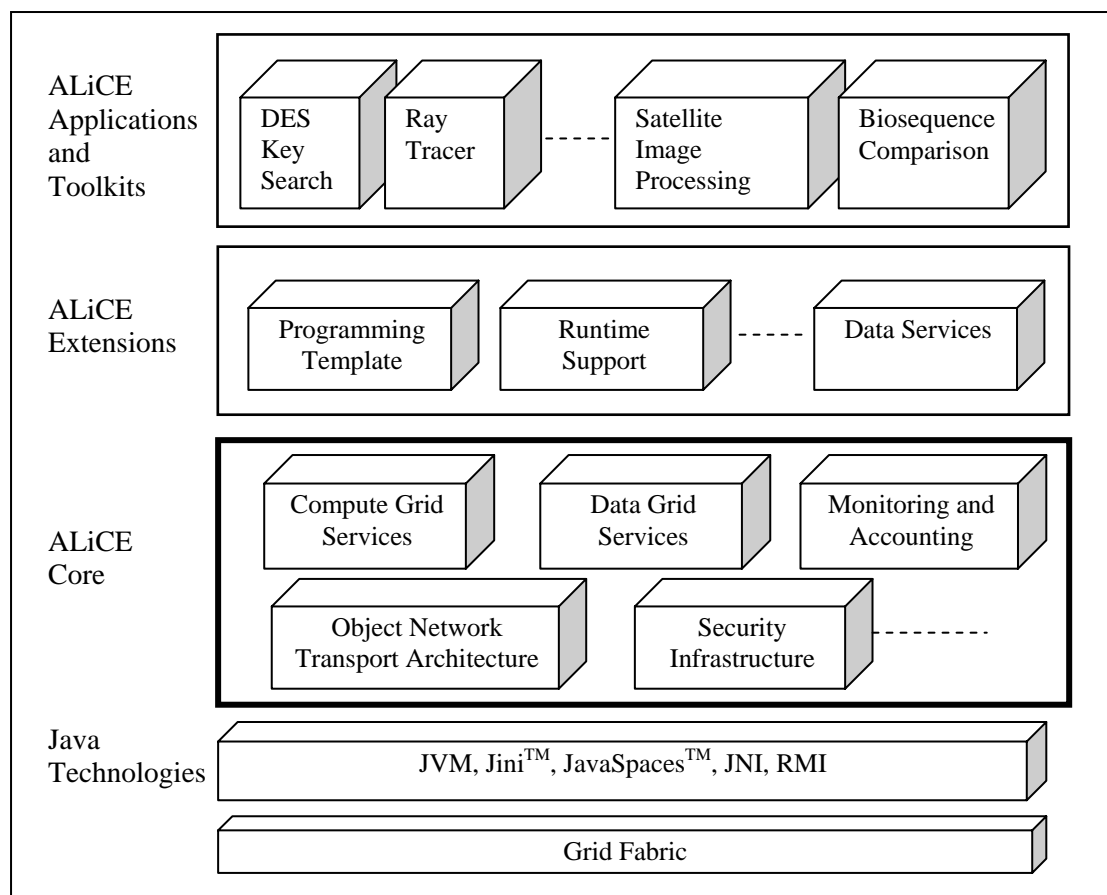 ALiCE
Applications
and
Toolkits
DES
Key
Search
Ray
Tracer
Satellite
Image
Processing
Biosequence
Comparison
ALiCE
Extensions
Programming
Template
Runtime
Support
Data Services
ALiCE
Core
Compute Grid
Services
Data Grid
Services
Monitoring and
Accounting
Object Network
Transport Architecture
Security
Infrastructure
Java
Technologies
JVM, Jini™, JavaSpaces™, JNI, RMI
Grid Fabric